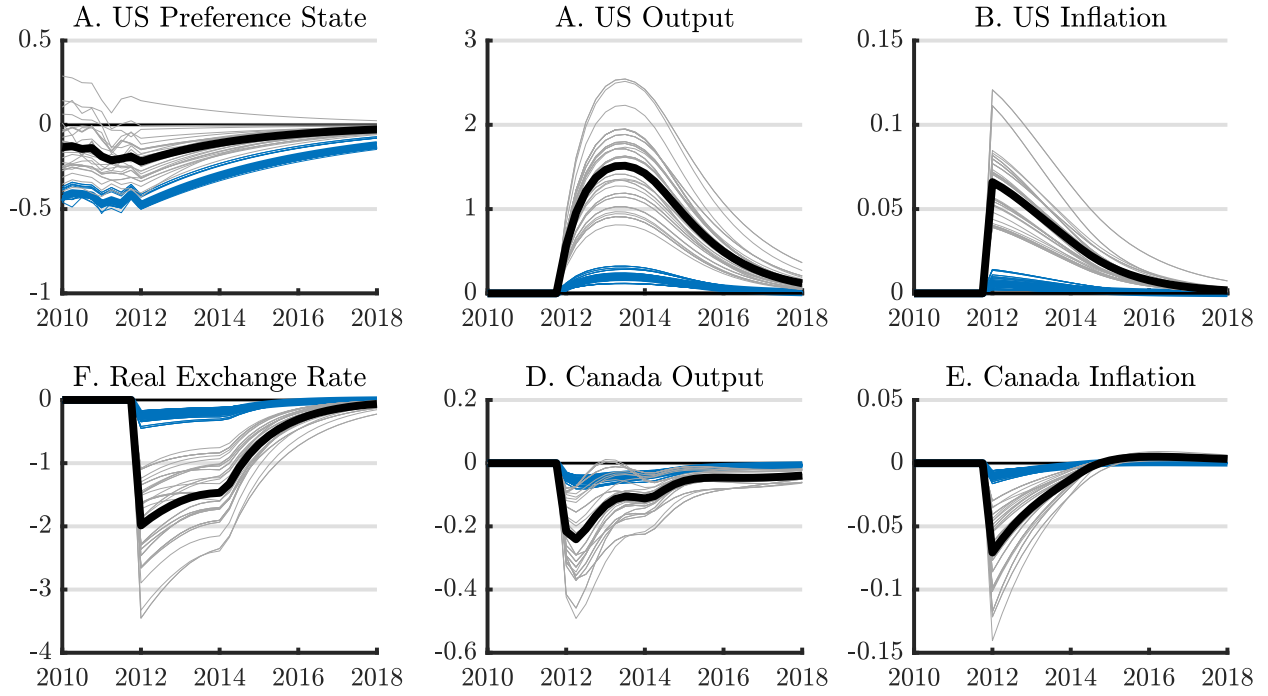 A. US Preference State
A. US Output
B. US Inflation
0.5
0
-0.5
-1
2010 2012 2014 2016 2018
3
2
1
0
2010 2012 2014 2016 2018
0.15
0.1
0.05
0
2010 2012 2014 2016 2018
F. Real Exchange Rate
D. Canada Output
E. Canada Inflation
0
-1
-2
-3
-4
2010 2012 2014 2016 2018
0.2
0
-0.2
-0.4
-0.6
2010 2012 2014 2016 2018
0.05
0
-0.05
-0.1
-0.15
2010 2012 2014 2016 2018